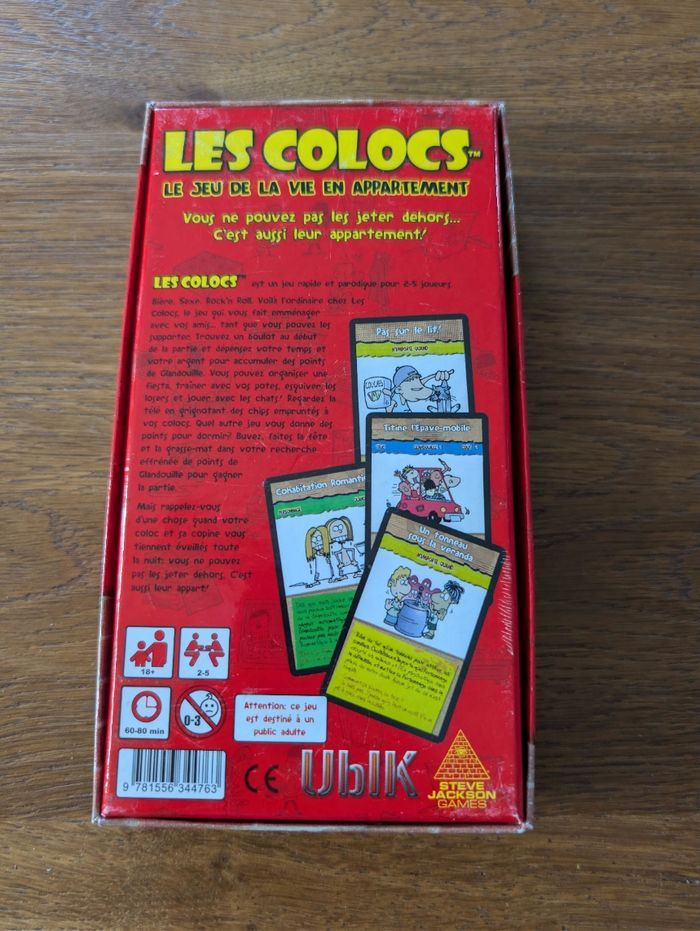 LES COLOCS™
LE JEU DE LA VIE EN APPARTEMENT
Vous ne pouvez pas les jeter dehors...
C'est aussi leur appartement!
LES COLOCS™ est un jeu rapide et parodique pour 2-5 joueurs
Bière. Sexe. Rock'n Roll. Voilà l'ordinaire chez Les
Colocs, le jeu qui vous fait emménager
avec vos amis... tant que vous pouvez les
supporter. Trouvez un boulot au début
de la partie et dépensez votre temps et
votre argent pour accumuler des points
de Glandouille. Vous pouvez organiser une
fiesta, traîner avec vos potes, esquiver les
losers et jouer avec les chats! Regardez la
télé en grignotant des chips empruntés à
vos colocs. Quel autre jeu vous donne des
points pour dormir? Buvez, faites la fête
et la grasse-mat dans votre recherche
effrénée de points de
Glandouille pour gagner
la partie.
Mais rappelez-vous
d'une chose quand votre
coloc et sa copine vous
tiennent éveillés toute
la nuit: vous ne pouvez
pas les jeter dehors. C'est
aussi leur appart!
Pas sur le lit!
N'IMPORTE QUAND
Titine l'Epave-mobile
Cohabitation Romanti
PERSONNAGE
Un tonneau
sous la véranda
N'IMPORTE QUAND
18+
2-5
60-80 min
0-3
Attention: ce jeu
est destiné à un
public adulte
9 781556 344763
CE
UbIK
STEVE
JACKSON
GAMES